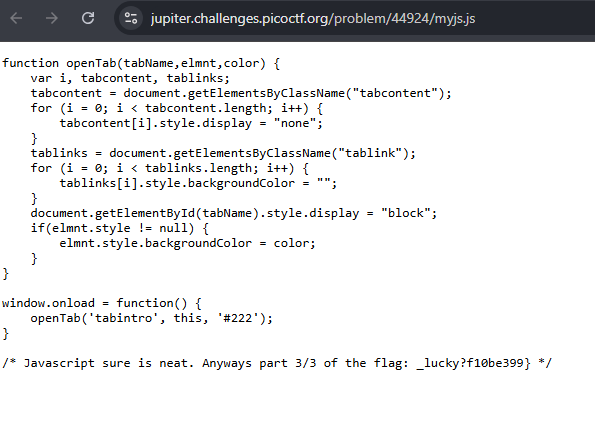 jupiter.challenges.picoctf.org/problem/44924/myjs.js
function openTab(tabName,elmnt,color) {
    var i, tabcontent, tablinks;
    tabcontent = document.getElementsByClassName("tabcontent");
    for (i = 0; i < tabcontent.length; i++) {
        tabcontent[i].style.display = "none";
    }
    tablinks = document.getElementsByClassName("tablink");
    for (i = 0; i < tablinks.length; i++) {
        tablinks[i].style.backgroundColor = "";
    }
    document.getElementById(tabName).style.display = "block";
    if(elmnt.style != null) {
        elmnt.style.backgroundColor = color;
    }
}
window.onload = function() {
    openTab('tabintro', this, '#222');
}
/* Javascript sure is neat. Anyways part 3/3 of the flag: _lucky?f10be399} */